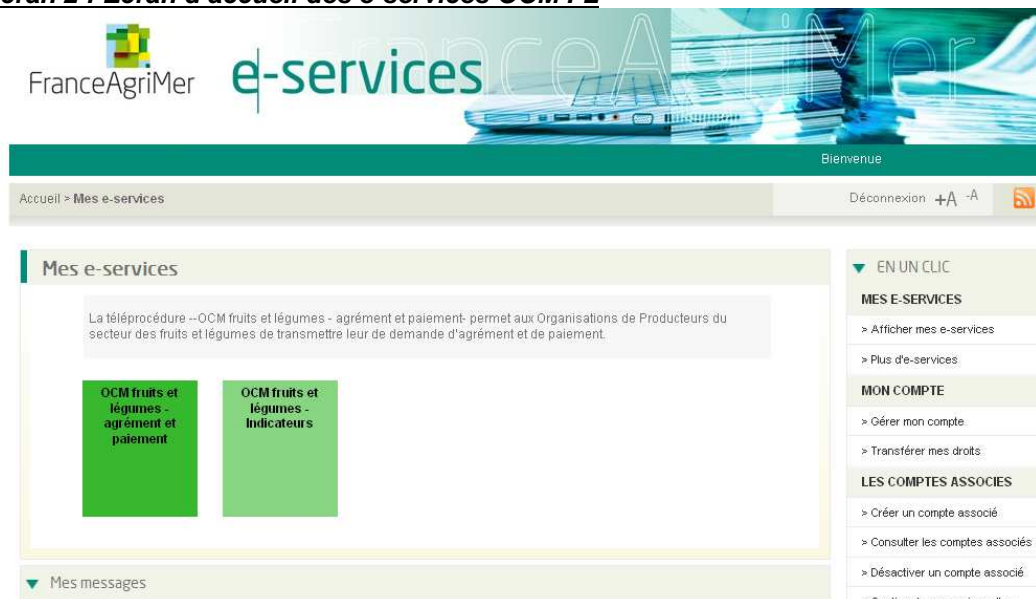 Ecran 2 : Ecran d'accueil des e-services OCM FL
FranceAgriMer
e-services
FranceAgriMer
Bienvenue
Accueil > Mes e-services
Déconnexion +A -A
Mes e-services
La téléprocédure --OCM fruits et légumes - agrément et paiement- permet aux Organisations de Producteurs du
secteur des fruits et légumes de transmettre leur de demande d'agrément et de paiement.
OCM fruits et
légumes -
agrément et
paiement
OCM fruits et
légumes -
Indicateurs
Mes messages
EN UN CLIC
MES E-SERVICES
> Afficher mes e-services
> Plus d'e-services
MON COMPTE
> Gérer mon compte
> Transférer mes droits
LES COMPTES ASSOCIES
> Créer un compte associé
> Consulter les comptes associés
> Désactiver un compte associé